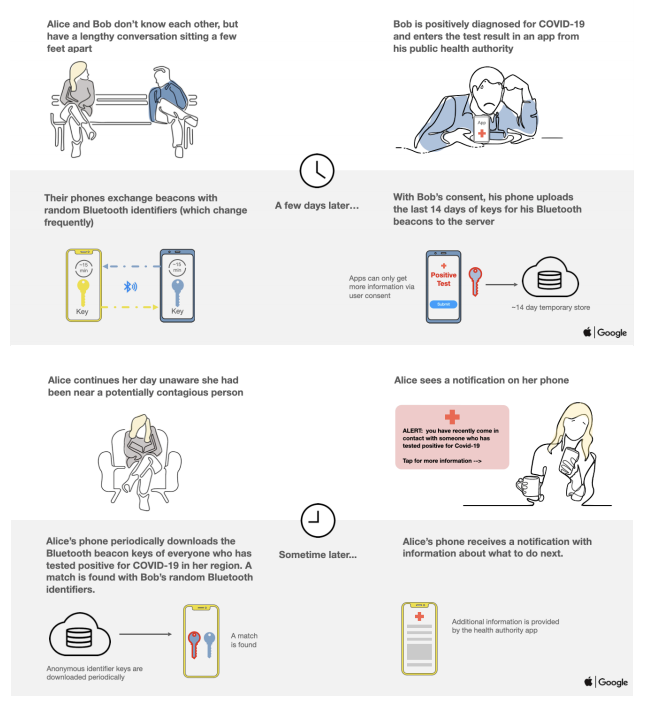 Alice and Bob don't know each other, but
have a lengthy conversation sitting a few
feet apart
Bob is positively diagnosed for COVID-19
and enters the test result in an app from
his public health authority
App
Their phones exchange beacons with
random Bluetooth identifiers (which change
frequently)
A few days later…
With Bob's consent, his phone uploads
the last 14 days of keys for his Bluetooth
beacons to the server
~15
min
Key
~15
min
Key
Apps can only get
more information via
user consent
Positive
Test
Submit
~14 day temporary store
Google
Alice continues her day unaware she had
been near a potentially contagious person
Alice sees a notification on her phone
ALERT: you have recently come in
contact with someone who has
tested positive for Covid-19
Tap for more information -->
Alice's phone periodically downloads the
Bluetooth beacon keys of everyone who has
tested positive for COVID-19 in her region. A
match is found with Bob's random Bluetooth
identifiers.
Sometime later...
Alice's phone receives a notification with
information about what to do next.
A match
is found
Anonymous identifier keys are
downloaded periodically
Additional information is provided
by the health authority app
Google